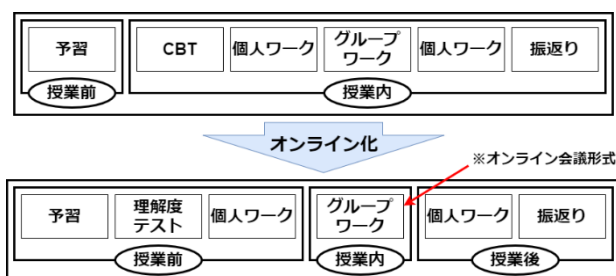 予習
CBT
個人ワーク
グループ
ワーク
個人ワーク
振返り
授業前
授業内
オンライン化
※オンライン会議形式
予習
理解度
テスト
個人ワーク
グループ
ワーク
個人ワーク
振返り
授業前
授業内
授業後